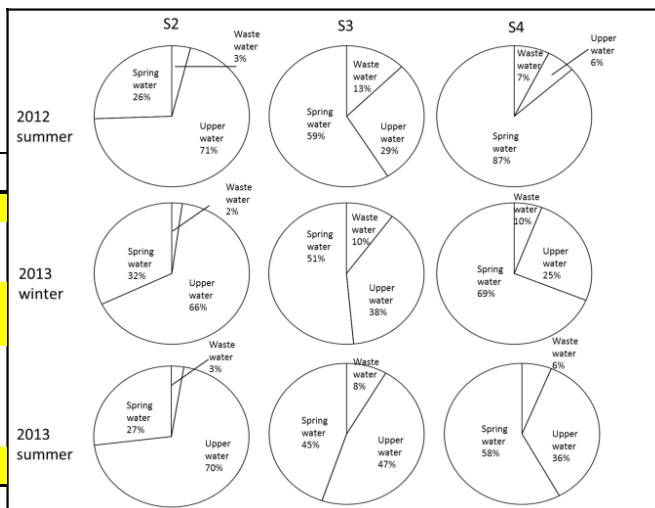 S2
S3
S4
2012
summer
Spring
water
26%
Waste
water
3%
Upper
water
71%
Waste
water
13%
Spring
water
59%
Upper
water
29%
Waste
water
7%
Upper
water
6%
Spring
water
87%
2013
winter
Waste
water
2%
Spring
water
32%
Upper
water
66%
Spring
water
51%
Waste
water
10%
Upper
water
38%
Waste
water
10%
Spring
water
69%
Upper
water
25%
2013
summer
Waste
water
3%
Spring
water
27%
Upper
water
70%
Waste
water
8%
Spring
water
45%
Upper
water
47%
Waste
water
6%
Spring
water
58%
Upper
water
36%